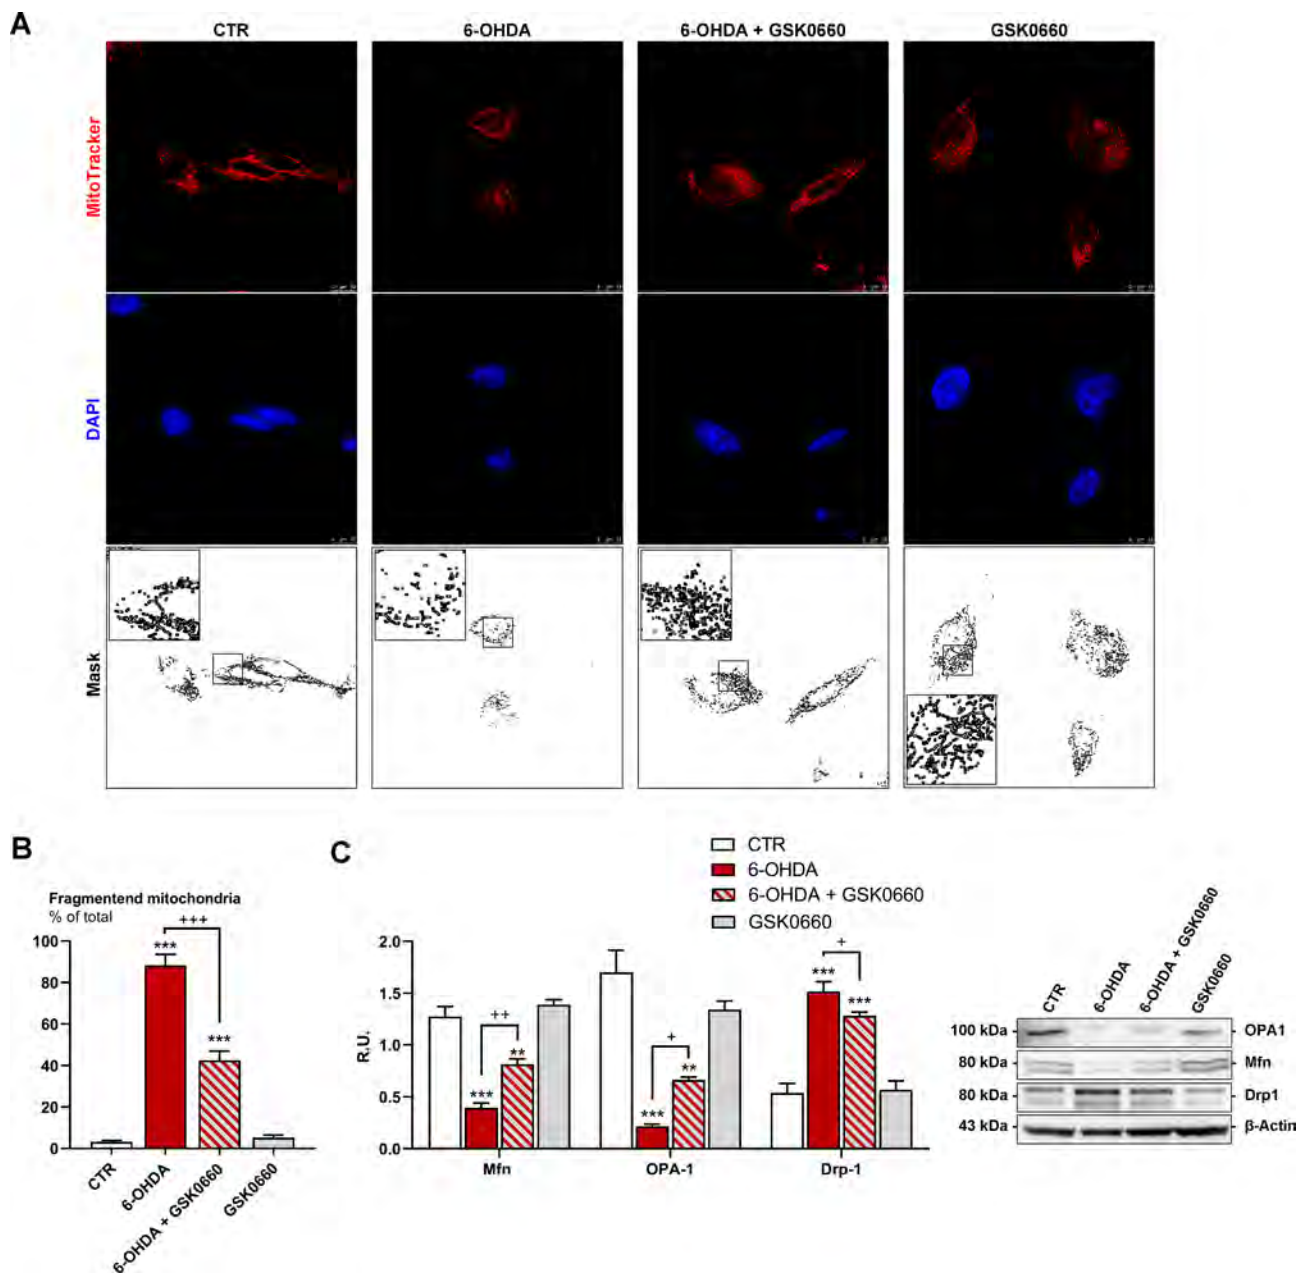 A
CTR 6-OHDA 6-OHDA + GSK0660 GSK0660
MitoTracker
DAPI
Mask
B
Fragmentend mitochondria
% of total
+++
***
***
100
80
60
40
20
0
CTR 6-OHDA 6-OHDA + GSK0660 GSK0660
C
CTR
6-OHDA
6-OHDA + GSK0660
GSK0660
R.U.
2.0
1.5
1.0
0.5
0.0
++
***
**
+
***
**
+
***
***
Mfn OPA-1 Drp-1
CTR 6-OHDA 6-OHDA + GSK0660 GSK0660
100 kDa OPA1
80 kDa Mfn
80 kDa Drp1
43 kDa β-Actin